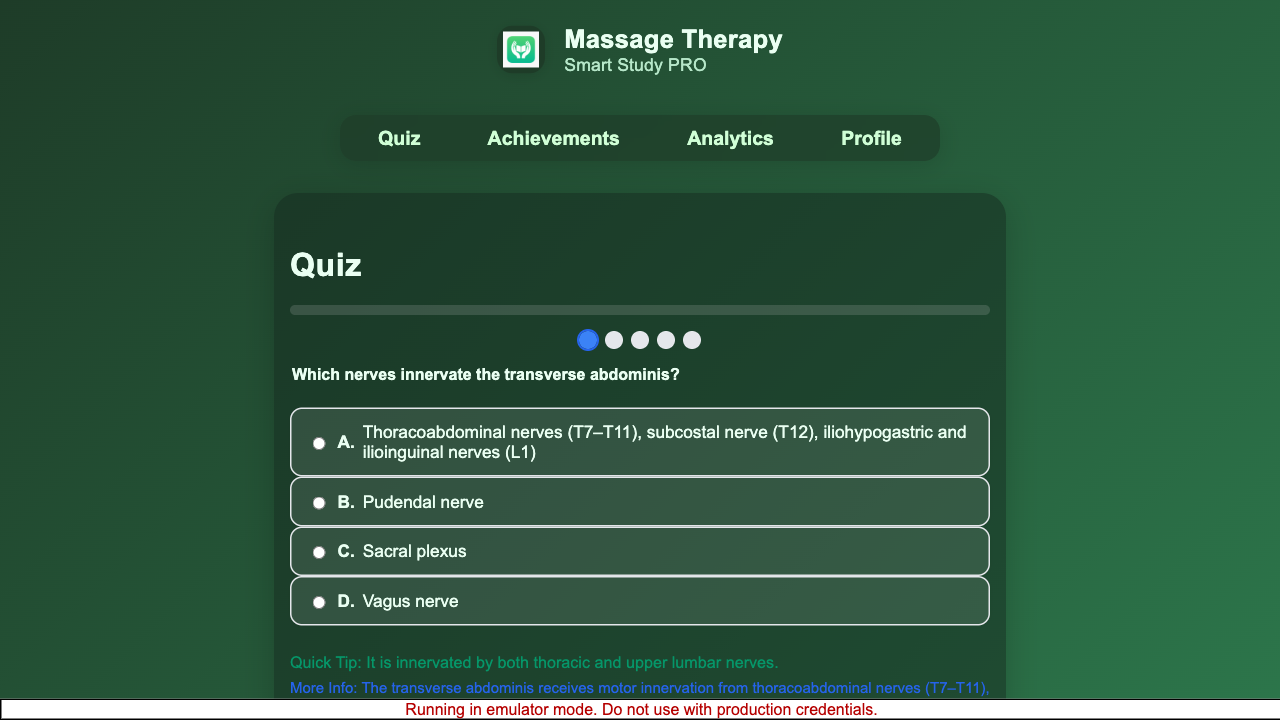 Massage Therapy
Smart Study PRO
Quiz
Achievements
Analytics
Profile
Quiz
Which nerves innervate the transverse abdominis?
A. Thoracoabdominal nerves (T7–T11), subcostal nerve (T12), iliohypogastric and
ilioinguinal nerves (L1)
B. Pudendal nerve
C. Sacral plexus
D. Vagus nerve
Quick Tip: It is innervated by both thoracic and upper lumbar nerves.
More Info: The transverse abdominis receives motor innervation from thoracoabdominal nerves (T7–T11),
Running in emulator mode. Do not use with production credentials.